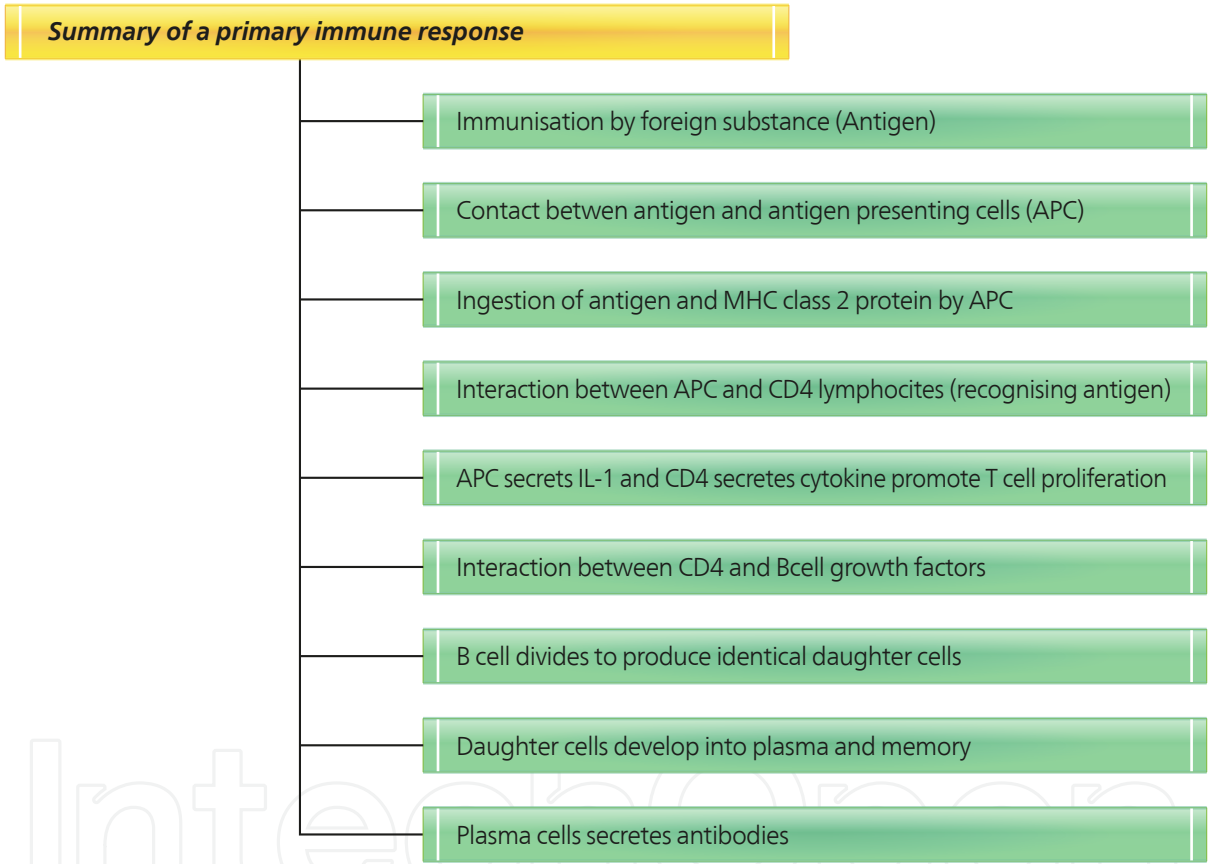 Summary of a primary immune response
Immunisation by foreign substance (Antigen)
Contact betwen antigen and antigen presenting cells (APC)
Ingestion of antigen and MHC class 2 protein by APC
Interaction between APC and CD4 lymphocites (recognising antigen)
APC secrets IL-1 and CD4 secretes cytokine promote T cell proliferation
Interaction between CD4 and Bcell growth factors
B cell divides to produce identical daughter cells
Daughter cells develop into plasma and memory
Plasma cells secretes antibodies
IntechOpen